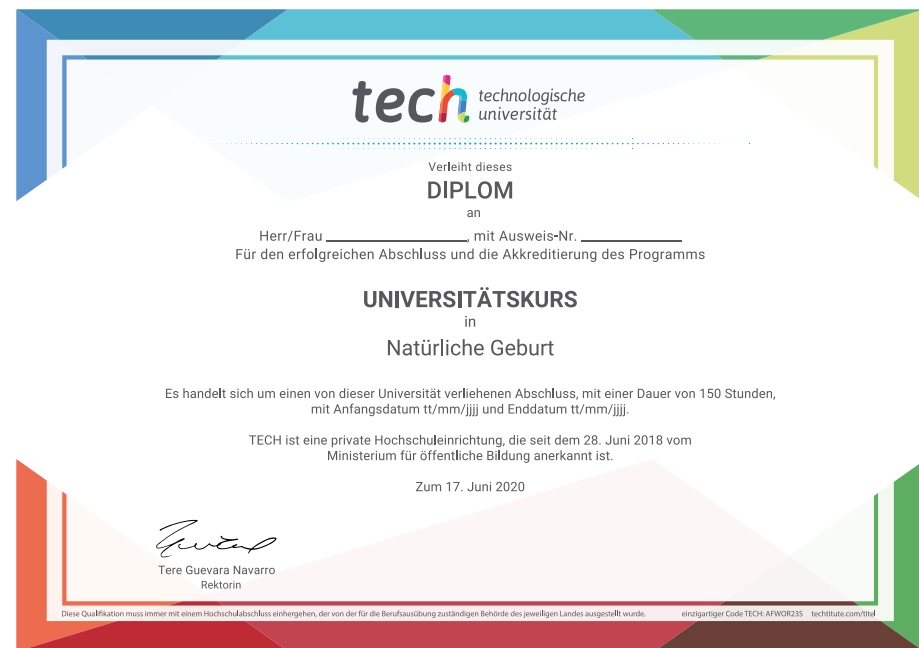 tech technologische
universität
Verleiht dieses
DIPLOM
an
Herr/Frau ____________________, mit Ausweis-Nr. ______________
Für den erfolgreichen Abschluss und die Akkreditierung des Programms
UNIVERSITÄTSKURS
in
Natürliche Geburt
Es handelt sich um einen von dieser Universität verliehenen Abschluss, mit einer Dauer von 150 Stunden,
mit Anfangsdatum tt/mm/jjjj und Enddatum tt/mm/jjjj.
TECH ist eine private Hochschuleinrichtung, die seit dem 28. Juni 2018 vom
Ministerium für öffentliche Bildung anerkannt ist.
Zum 17. Juni 2020
Tere Guevara Navarro
Rektorin
Diese Qualifikation muss immer mit einem Hochschulabschluss einhergehen, der von der für die Berufsausübung zuständigen Behörde des jeweiligen Landes ausgestellt wurde. einzigartiger Code TECH: AFWOR23S techtitute.com/titel